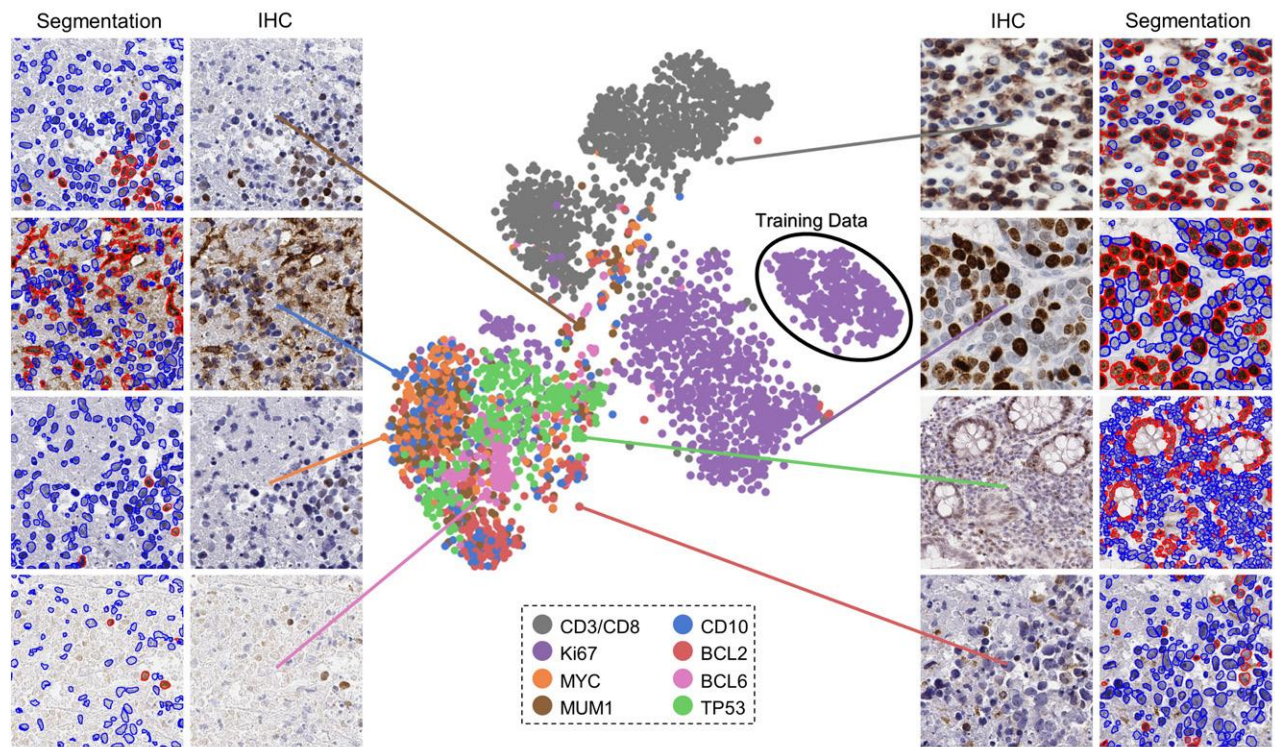 Segmentation
IHC
IHC
Segmentation
Training Data
CD3/CD8
CD10
Ki67
BCL2
MYC
BCL6
MUM1
TP53